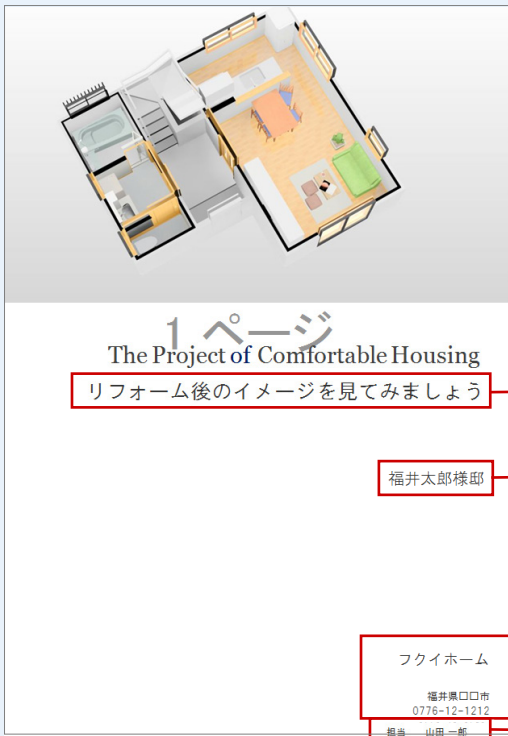 1 ページ
The Project of Comfortable Housing
リフォーム後のイメージを見てみましょう
福井太郎様邸
フクイホーム
福井県口口市
0776-12-1212
担当 山田 一郎